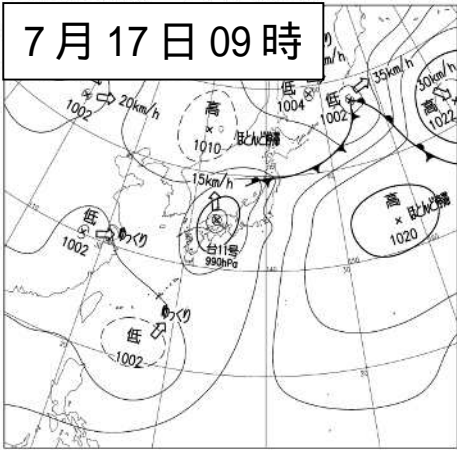 7月17日09時
低
1002
20km/h
高
1010
ほとんど停滞
低
1004
低
1002
35km/h
30km/h
高
1022
15km/h
台11号
990hPa
高
ほとんど停滞
1020
低
1002
ゆっくり
ゆっくり
低
1002